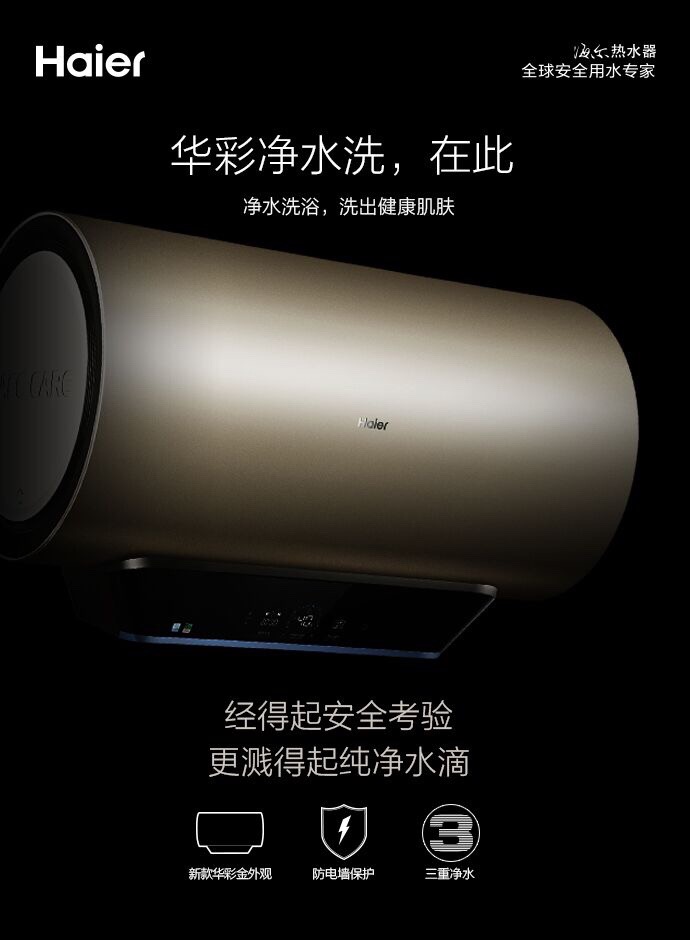 Haier
海尔热水器
全球安全用水专家
华彩净水洗，在此
净水洗浴，洗出健康肌肤
CARE
Haier
经得起安全考验
更溅得起纯净水滴
3
新款华彩金外观
防电墙保护
三重净水